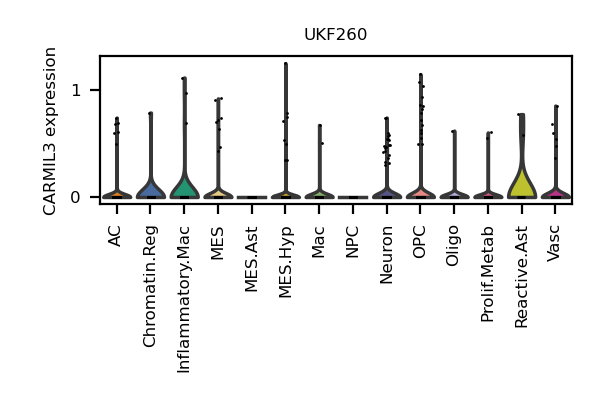 UKF260
CARMIL3 expression
1
0
AC
Chromatin.Reg
Inflammatory.Mac
MES
MES.Ast
MES.Hyp
Mac
NPC
Neuron
OPC
Oligo
Prolif.Metab
Reactive.Ast
Vasc